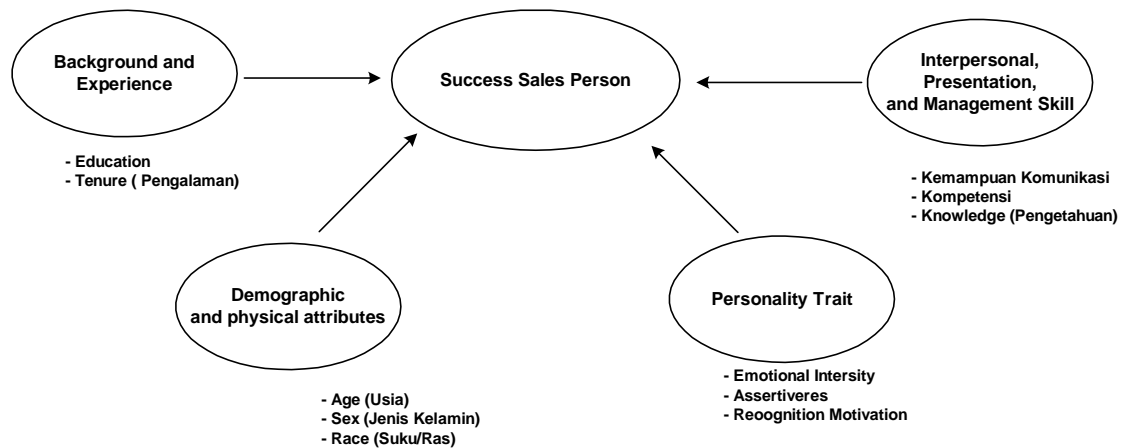 Background and
Experience
Success Sales Person
Interpersonal,
Presentation,
and Management Skill
- Education
- Tenure ( Pengalaman)
- Kemampuan Komunikasi
- Kompetensi
- Knowledge (Pengetahuan)
Demographic
and physical attributes
Personality Trait
- Age (Usia)
- Sex (Jenis Kelamin)
- Race (Suku/Ras)
- Emotional Intersity
- Assertiveres
- Reoognition Motivation